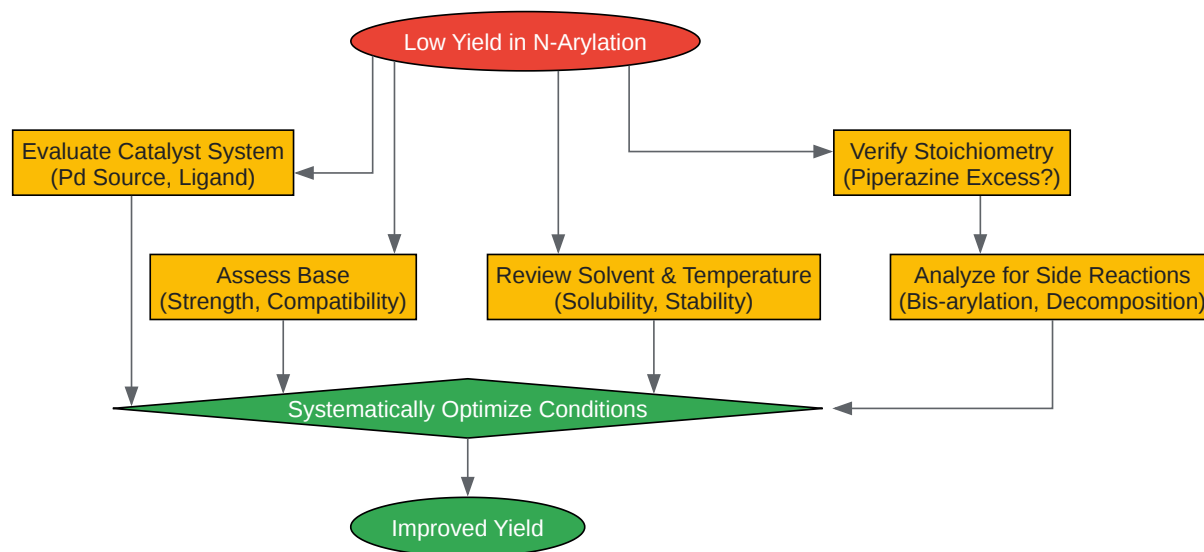 Low Yield in N-Arylation
Evaluate Catalyst System
(Pd Source, Ligand)
Verify Stoichiometry
(Piperazine Excess?)
Assess Base
(Strength, Compatibility)
Review Solvent & Temperature
(Solubility, Stability)
Analyze for Side Reactions
(Bis-arylation, Decomposition)
Systematically Optimize Conditions
Improved Yield